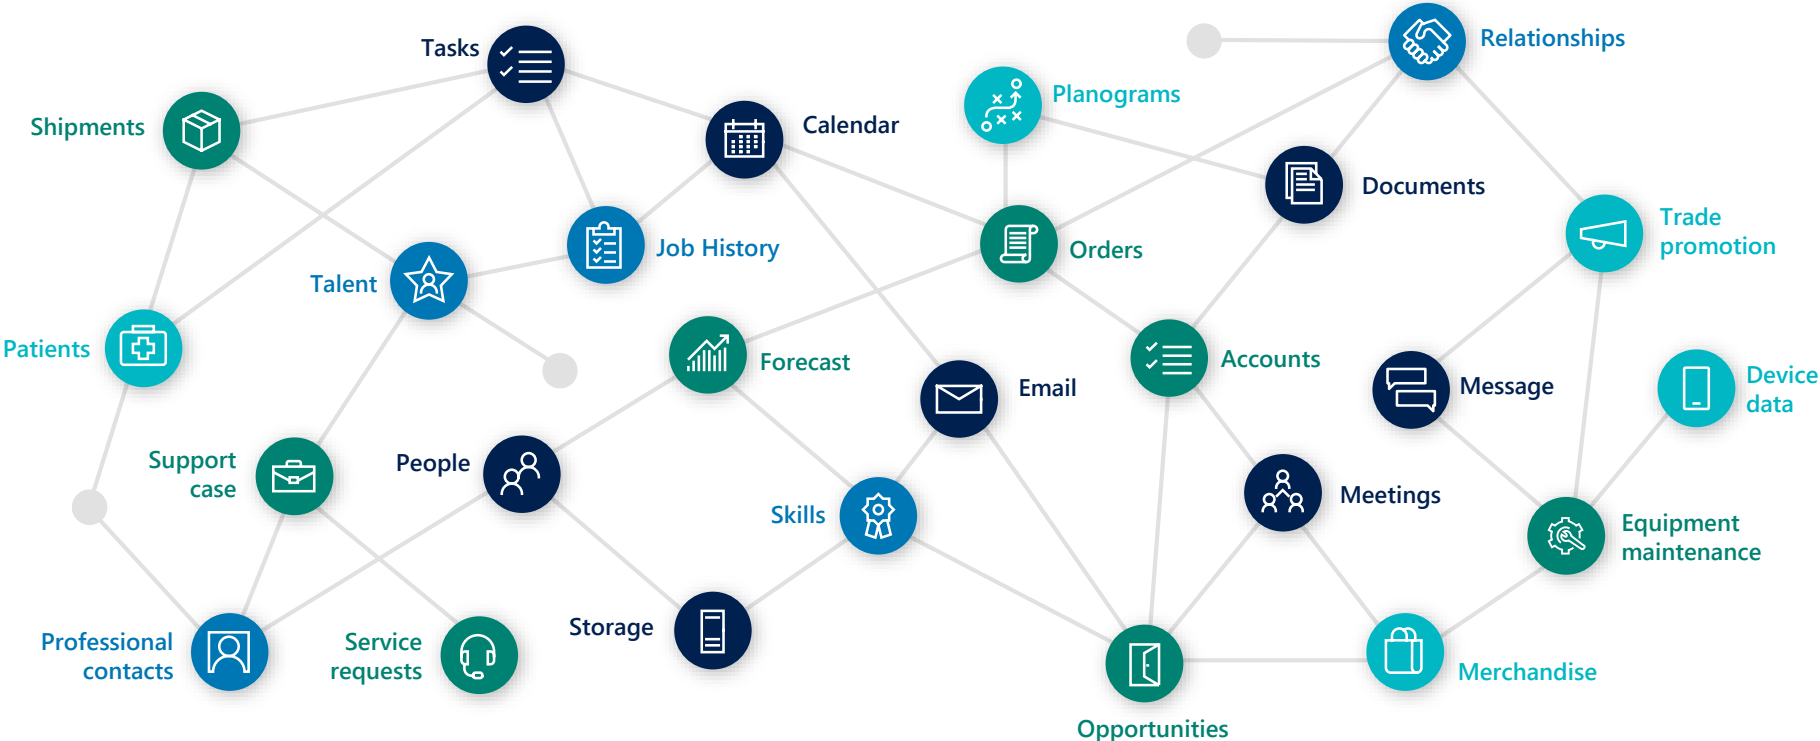 Tasks
Relationships
Planograms
Shipments
Calendar
Documents
Trade
promotion
Job History
Orders
Talent
Patients
Forecast
Accounts
Email
Message
Device
data
Support
case
People
Skills
Meetings
Equipment
maintenance
Storage
Professional
contacts
Service
requests
Merchandise
Opportunities